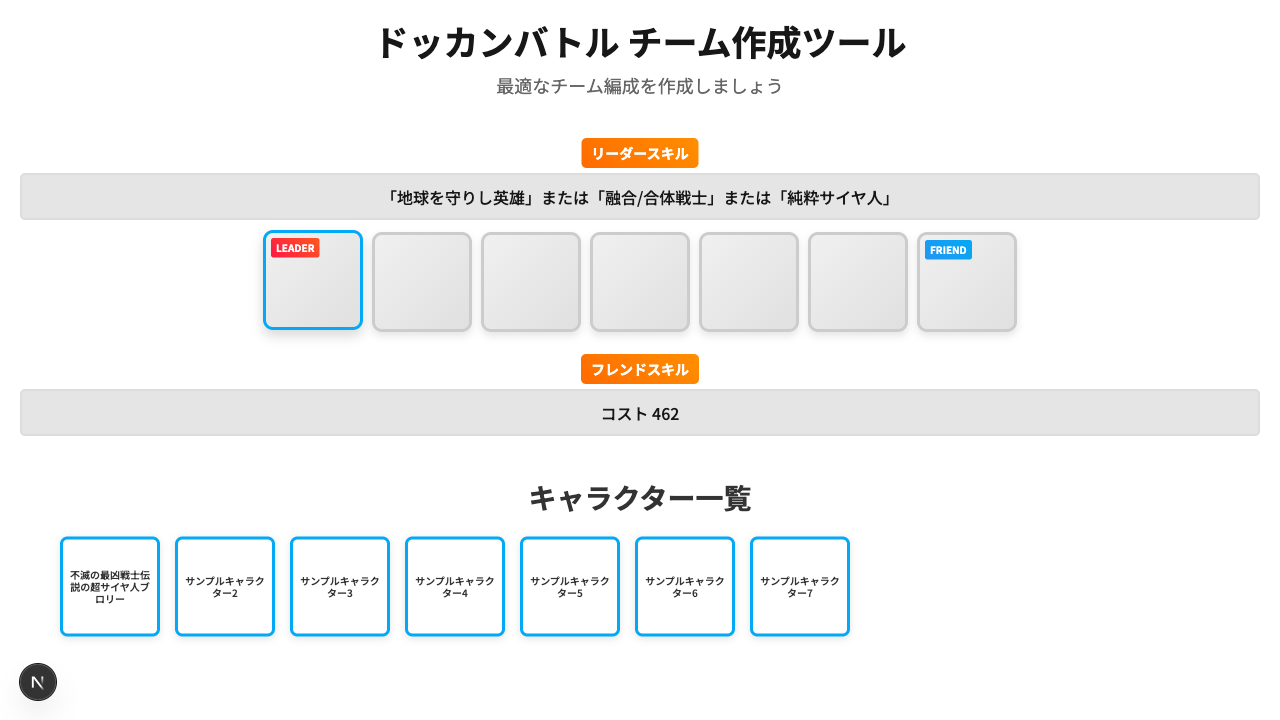 ドッカンバトル チーム作成ツール
最適なチーム編成を作成しましょう
リーダースキル
「地球を守りし英雄」または「融合/合体戦士」または「純粋サイヤ人」
LEADER
FRIEND
フレンドスキル
コスト 462
キャラクター一覧
不滅の最凶戦士伝
説の超サイヤ人ブ
ロリー
サンプルキャラク
ター2
サンプルキャラク
ター3
サンプルキャラク
ター4
サンプルキャラク
ター5
サンプルキャラク
ター6
サンプルキャラク
ター7
N